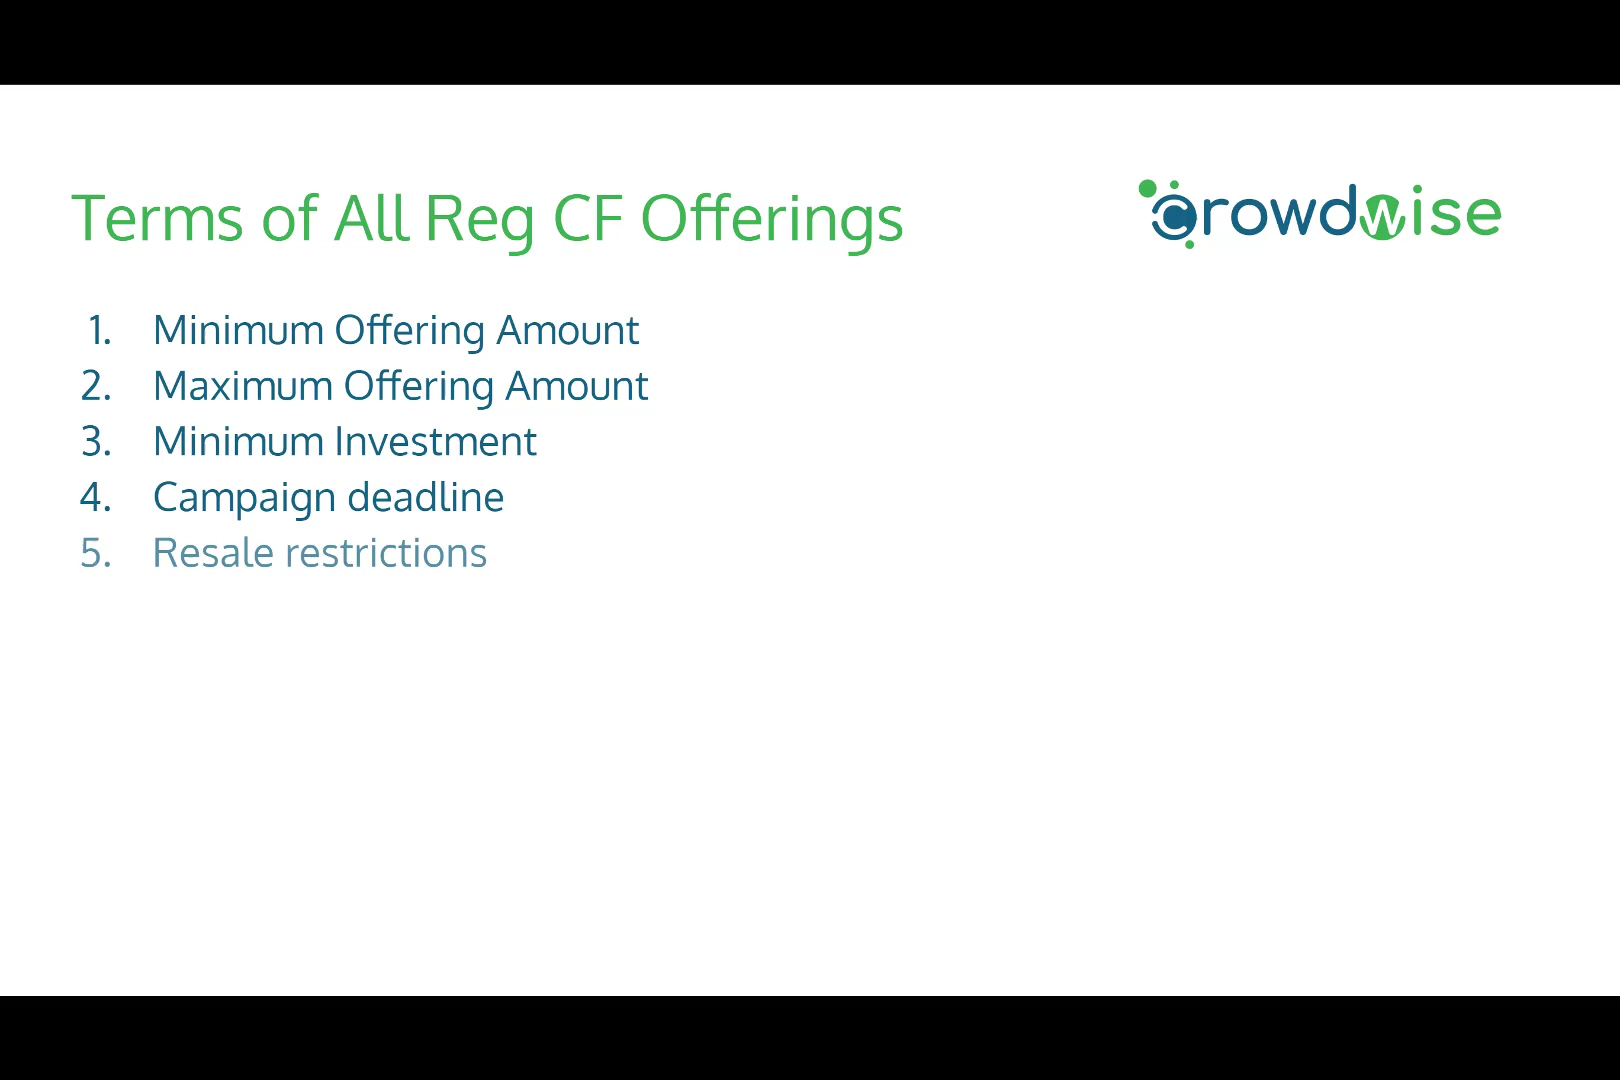 Terms of All Reg CF Offerings
Crowdwise
1. Minimum Offering Amount
2. Maximum Offering Amount
3. Minimum Investment
4. Campaign deadline
5. Resale restrictions